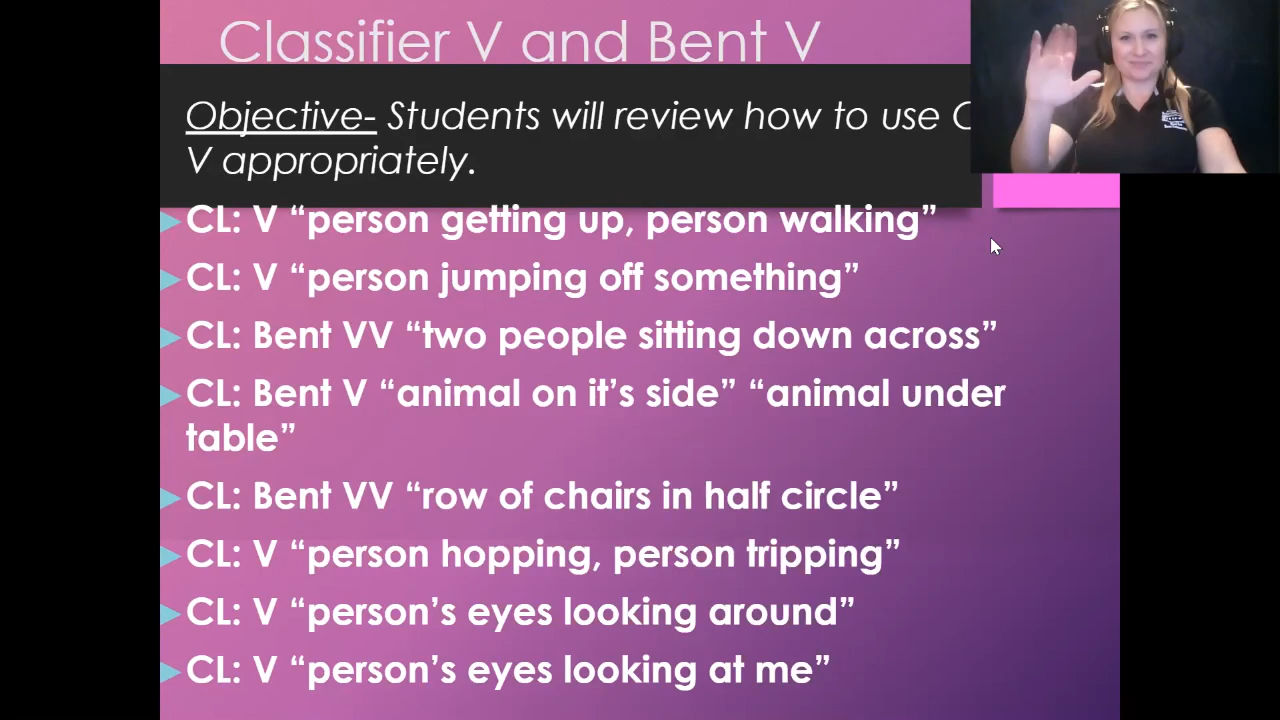 Classifier V and Bent V
Objective- Students will review how to use
V appropriately.
CL: V “person getting up, person walking”
CL: V “person jumping off something”
CL: Bent VV “two people sitting down across”
CL: Bent V “animal on it’s side” “animal under
table”
CL: Bent VV “row of chairs in half circle”
CL: V “person hopping, person tripping”
CL: V “person’s eyes looking around”
CL: V “person’s eyes looking at me”